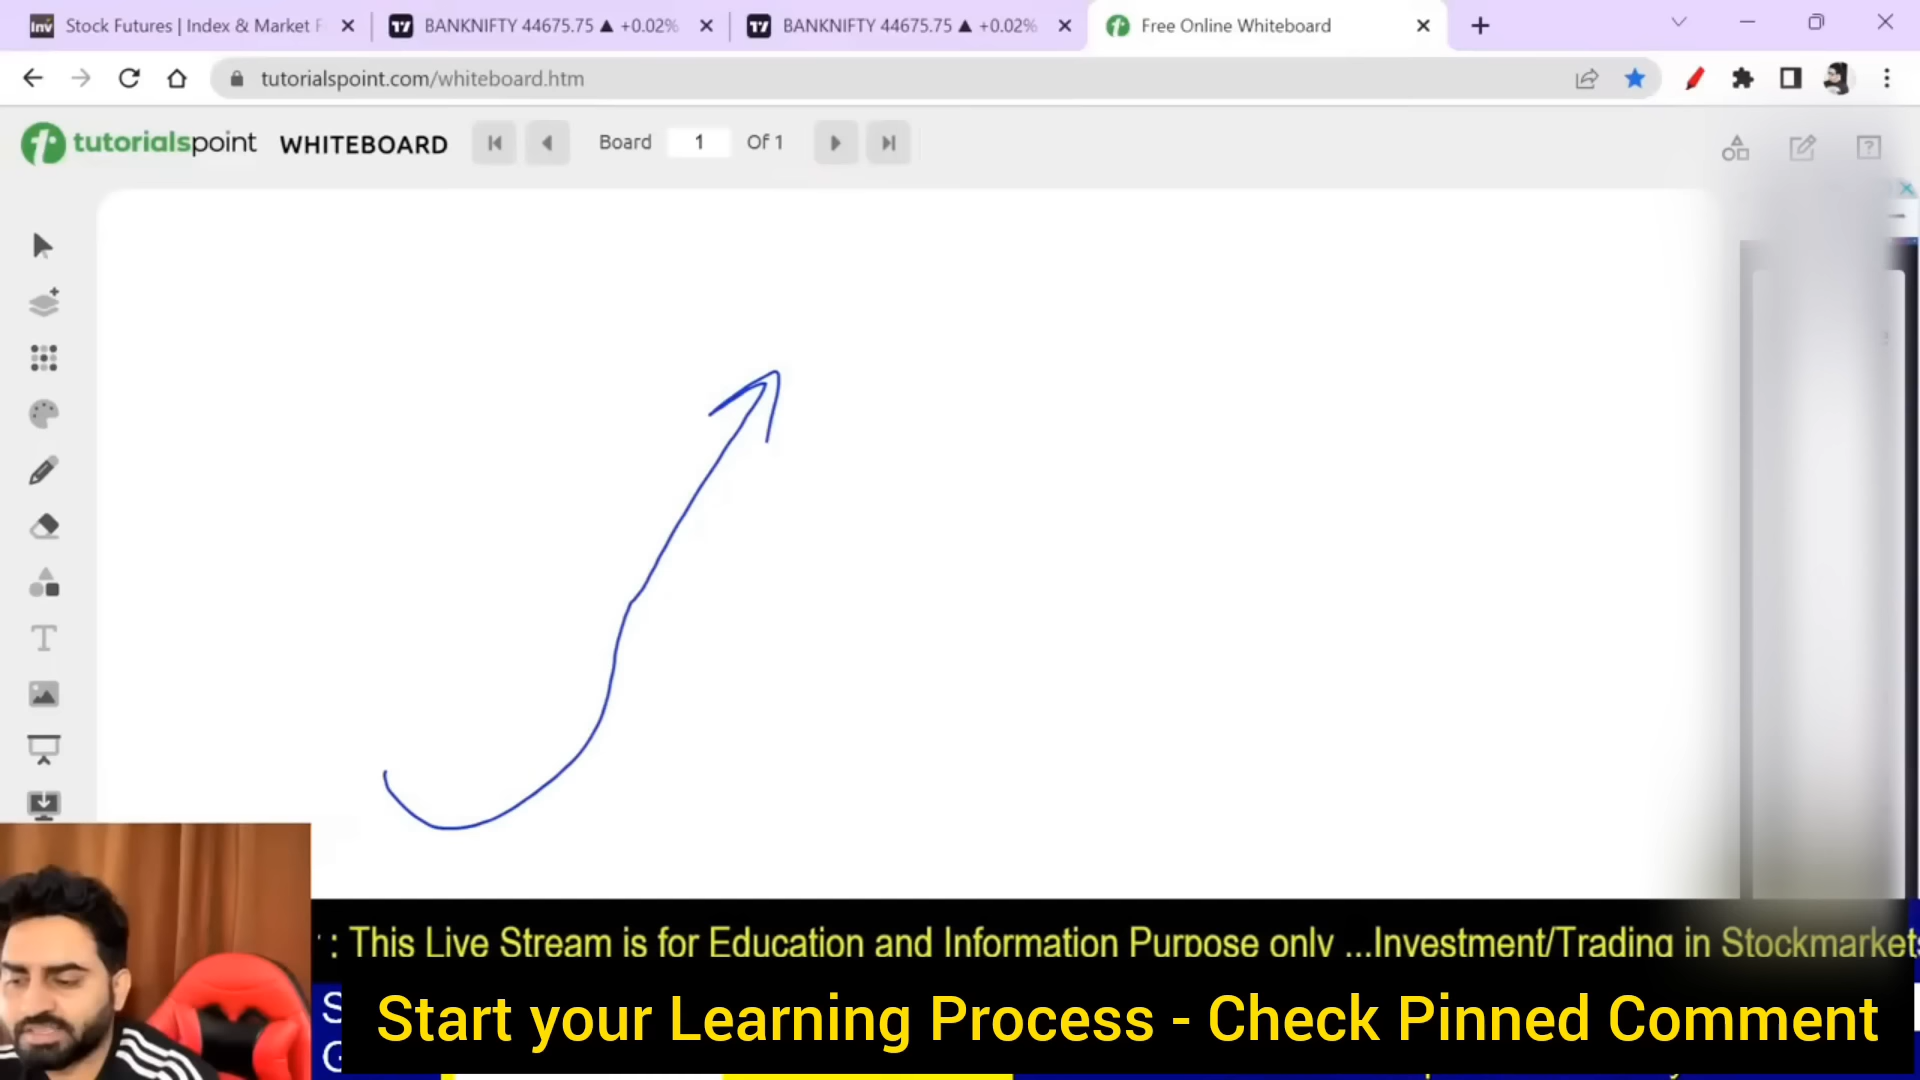 Stock Futures | Index & Market F
BANKNIFTY 44675.75 ▲ +0.02%
BANKNIFTY 44675.75 ▲ +0.02%
Free Online Whiteboard
tutorialspoint.com/whiteboard.htm
tutorialspoint WHITEBOARD Board 1 Of 1
: This Live Stream is for Education and Information Purpose only ...Investment/Trading in Stockmarkets
S
G
Start your Learning Process - Check Pinned Comment